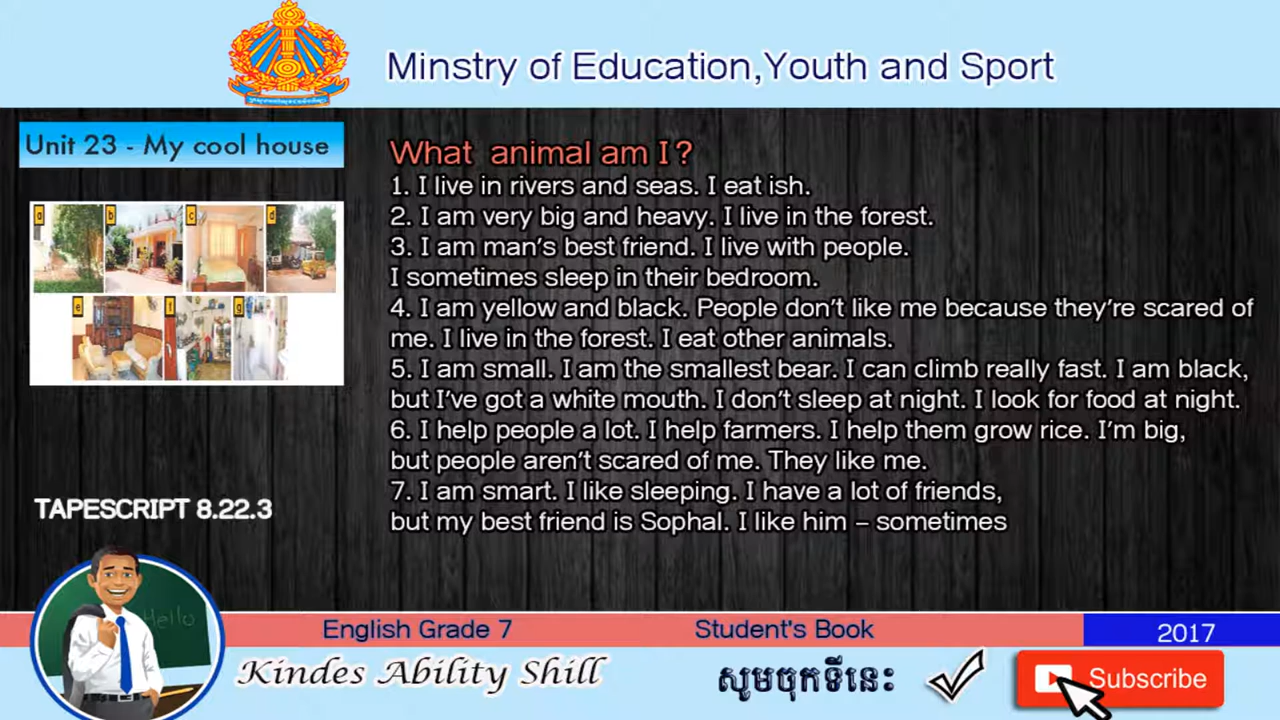 Minstry of Education,Youth and Sport
Unit 23 - My cool house
a
b
c
d
e
f
g
What animal am I?
1. I live in rivers and seas. I eat ish.
2. I am very big and heavy. I live in the forest.
3. I am man's best friend. I live with people.
I sometimes sleep in their bedroom.
4. I am yellow and black. People don't like me because they're scared of
me. I live in the forest. I eat other animals.
5. I am small. I am the smallest bear. I can climb really fast. I am black,
but I've got a white mouth. I don't sleep at night. I look for food at night.
6. I help people a lot. I help farmers. I help them grow rice. I'm big,
but people aren't scared of me. They like me.
7. I am smart. I like sleeping. I have a lot of friends,
but my best friend is Sophal. I like him – sometimes
TAPESCRIPT 8.22.3
Hello
English Grade 7
Student's Book
2017
Kindes Ability Shill
សូមចុកទីនេះ
Subscribe